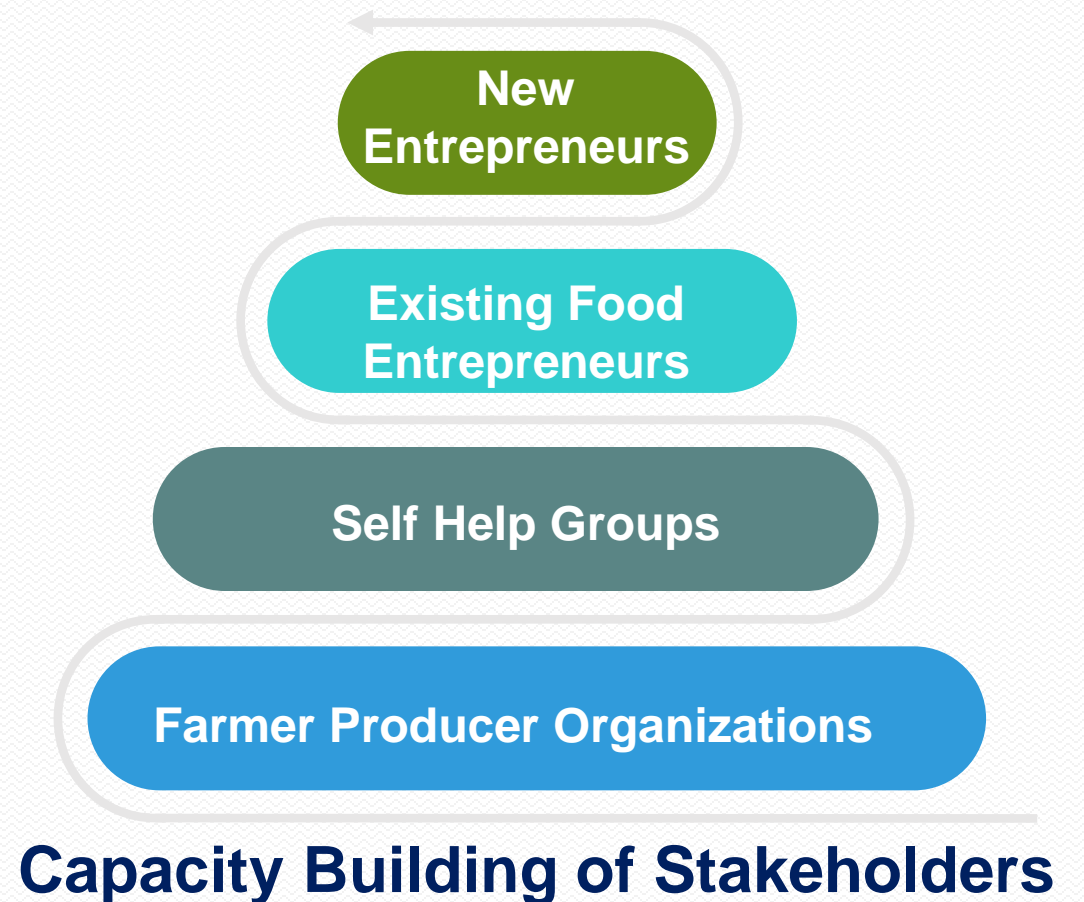 New
Entrepreneurs
Existing Food
Entrepreneurs
Self Help Groups
Farmer Producer Organizations
Capacity Building of Stakeholders